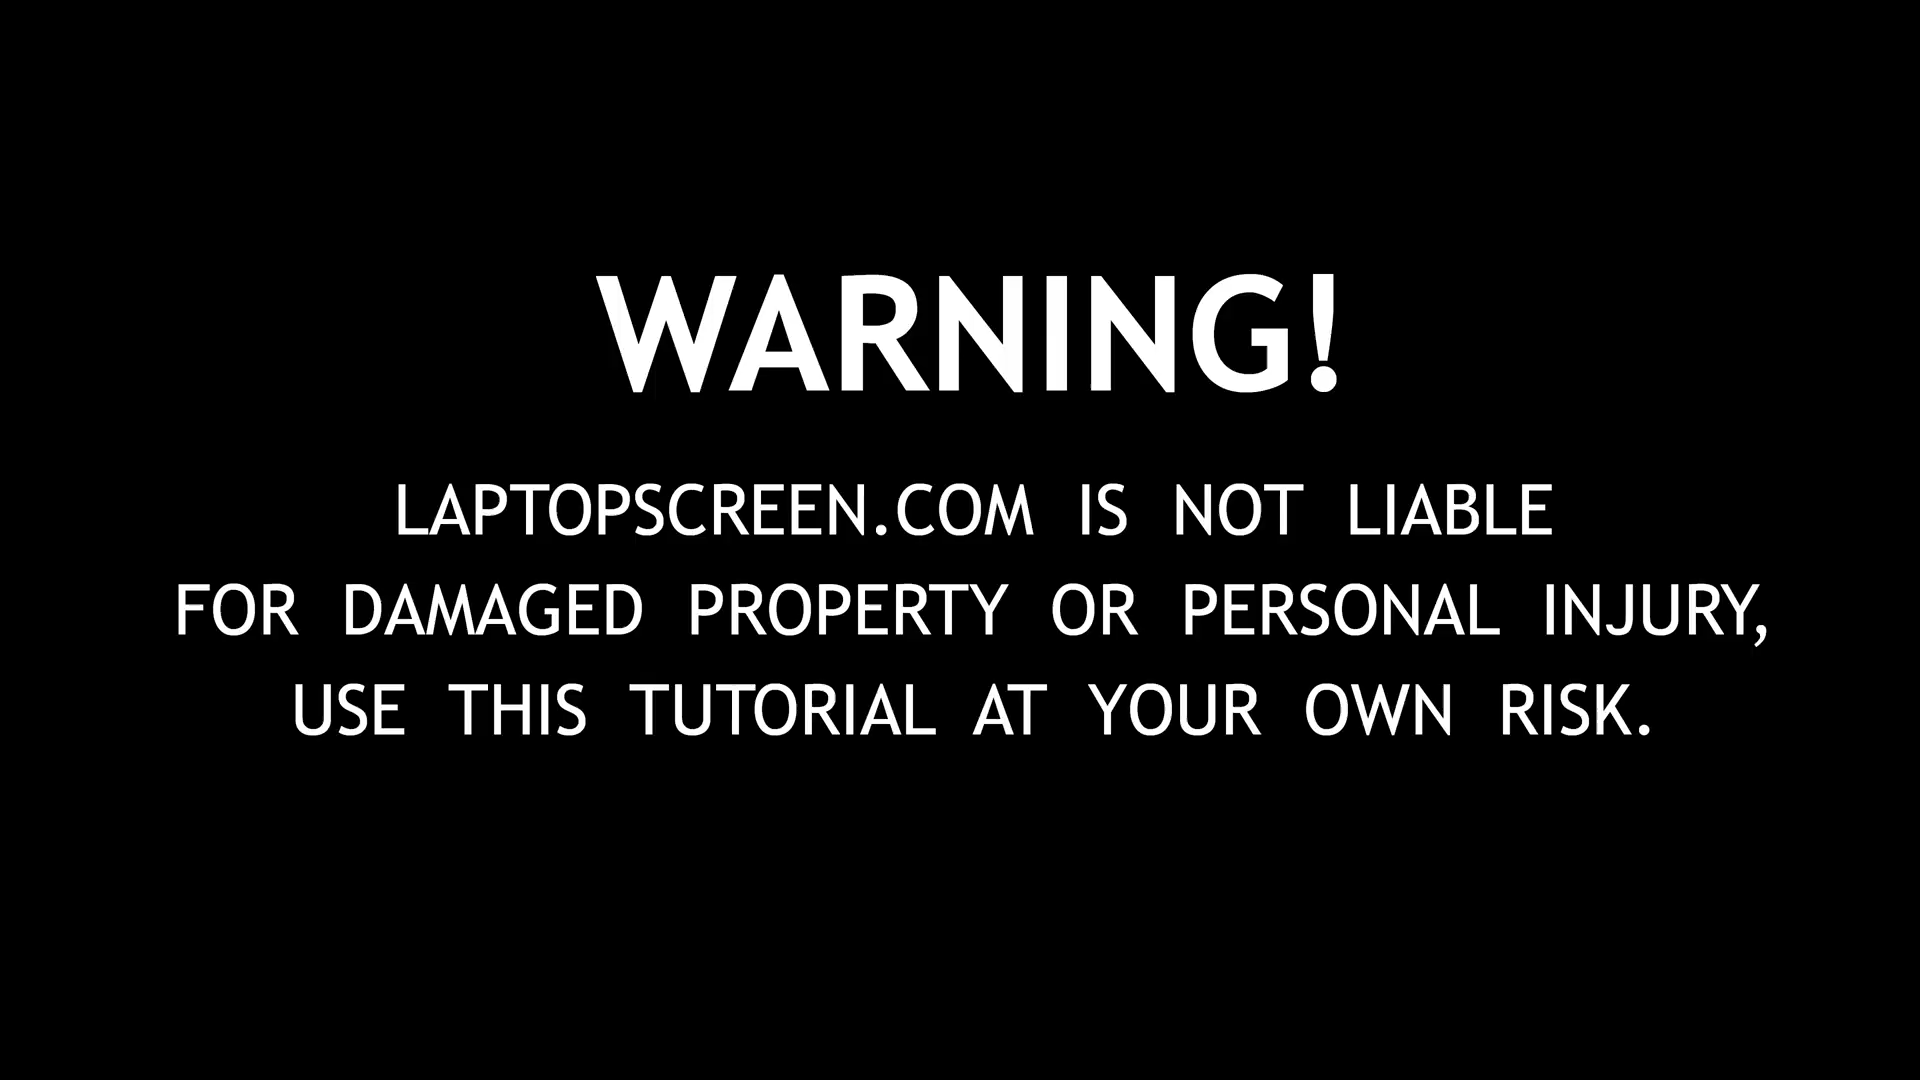 WARNING!
LAPTOPSCREEN.COM IS NOT LIABLE
FOR DAMAGED PROPERTY OR PERSONAL INJURY,
USE THIS TUTORIAL AT YOUR OWN RISK.